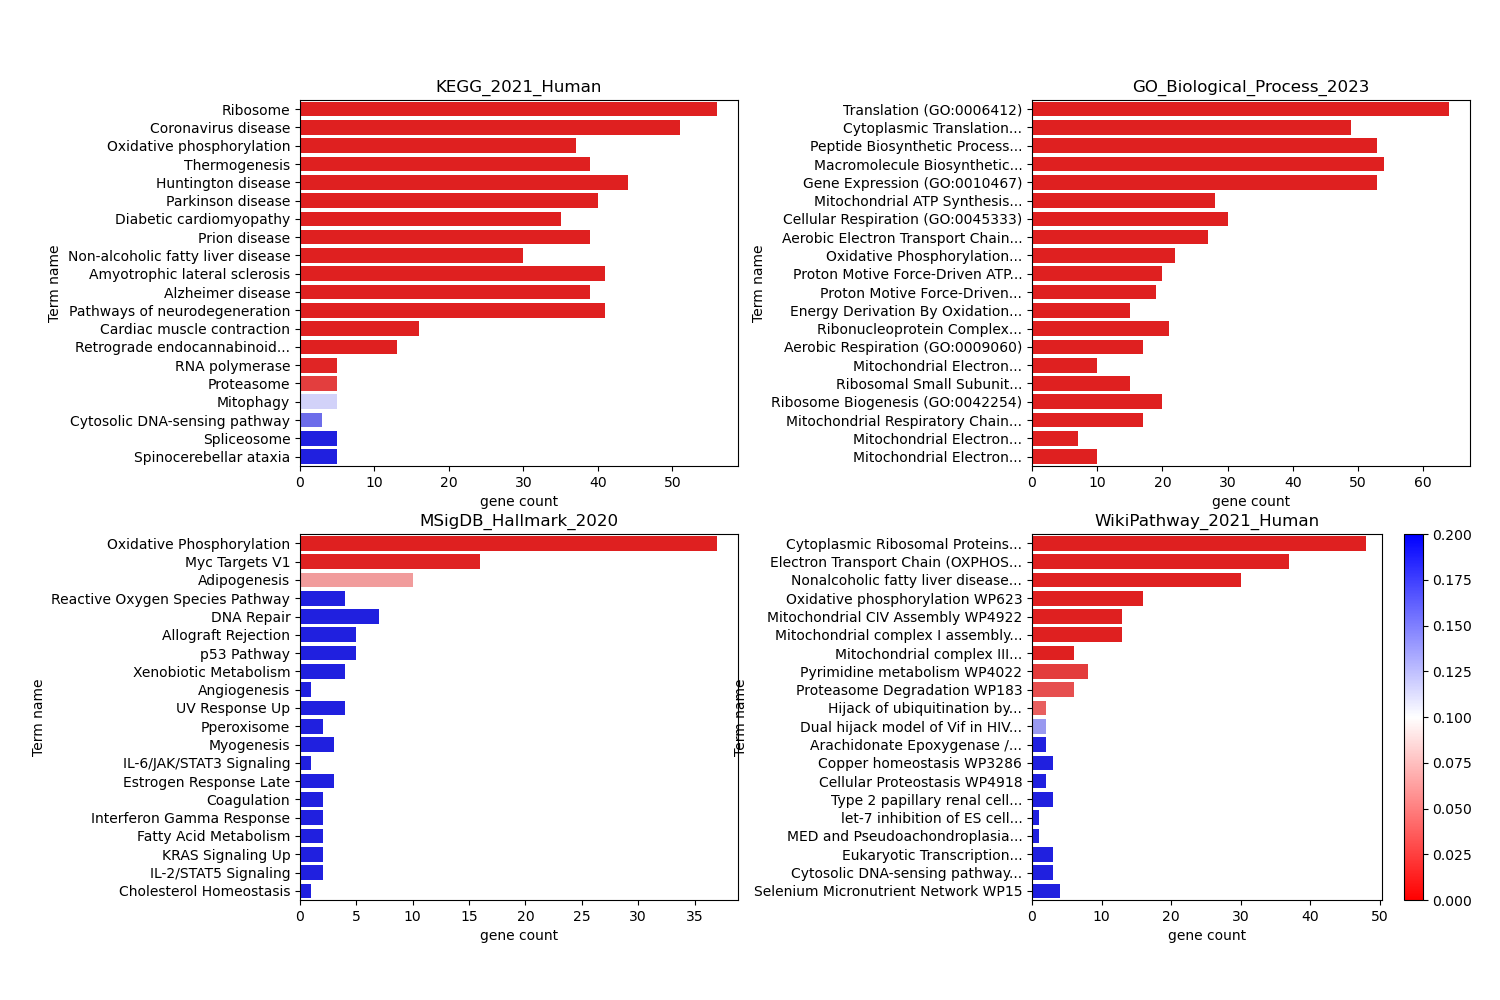 KEGG_2021_Human
Term name
Ribosome
Coronavirus disease
Oxidative phosphorylation
Thermogenesis
Huntington disease
Parkinson disease
Diabetic cardiomyopathy
Prion disease
Non-alcoholic fatty liver disease
Amyotrophic lateral sclerosis
Alzheimer disease
Pathways of neurodegeneration
Cardiac muscle contraction
Retrograde endocannabinoid...
RNA polymerase
Proteasome
Mitophagy
Cytosolic DNA-sensing pathway
Spliceosome
Spinocerebellar ataxia
0 10 20 30 40 50
gene count
GO_Biological_Process_2023
Term name
Translation (GO:0006412)
Cytoplasmic Translation...
Peptide Biosynthetic Process...
Macromolecule Biosynthetic...
Gene Expression (GO:0010467)
Mitochondrial ATP Synthesis...
Cellular Respiration (GO:0045333)
Aerobic Electron Transport Chain...
Oxidative Phosphorylation...
Proton Motive Force-Driven ATP...
Proton Motive Force-Driven...
Energy Derivation By Oxidation...
Ribonucleoprotein Complex...
Aerobic Respiration (GO:0009060)
Mitochondrial Electron...
Ribosomal Small Subunit...
Ribosome Biogenesis (GO:0042254)
Mitochondrial Respiratory Chain...
Mitochondrial Electron...
Mitochondrial Electron...
0 10 20 30 40 50 60
gene count
MSigDB_Hallmark_2020
Term name
Oxidative Phosphorylation
Myc Targets V1
Adipogenesis
Reactive Oxygen Species Pathway
DNA Repair
Allograft Rejection
p53 Pathway
Xenobiotic Metabolism
Angiogenesis
UV Response Up
Pperoxisome
Myogenesis
IL-6/JAK/STAT3 Signaling
Estrogen Response Late
Coagulation
Interferon Gamma Response
Fatty Acid Metabolism
KRAS Signaling Up
IL-2/STAT5 Signaling
Cholesterol Homeostasis
0 5 10 15 20 25 30 35
gene count
WikiPathway_2021_Human
Term name
Cytoplasmic Ribosomal Proteins...
Electron Transport Chain (OXPHOS...
Nonalcoholic fatty liver disease...
Oxidative phosphorylation WP623
Mitochondrial CIV Assembly WP4922
Mitochondrial complex I assembly...
Mitochondrial complex III...
Pyrimidine metabolism WP4022
Proteasome Degradation WP183
Hijack of ubiquitination by...
Dual hijack model of Vif in HIV...
Arachidonate Epoxygenase /...
Copper homeostasis WP3286
Cellular Proteostasis WP4918
Type 2 papillary renal cell...
let-7 inhibition of ES cell...
MED and Pseudoachondroplasia...
Eukaryotic Transcription...
Cytosolic DNA-sensing pathway...
Selenium Micronutrient Network WP15
0 10 20 30 40 50
gene count
0.200
0.175
0.150
0.125
0.100
0.075
0.050
0.025
0.000